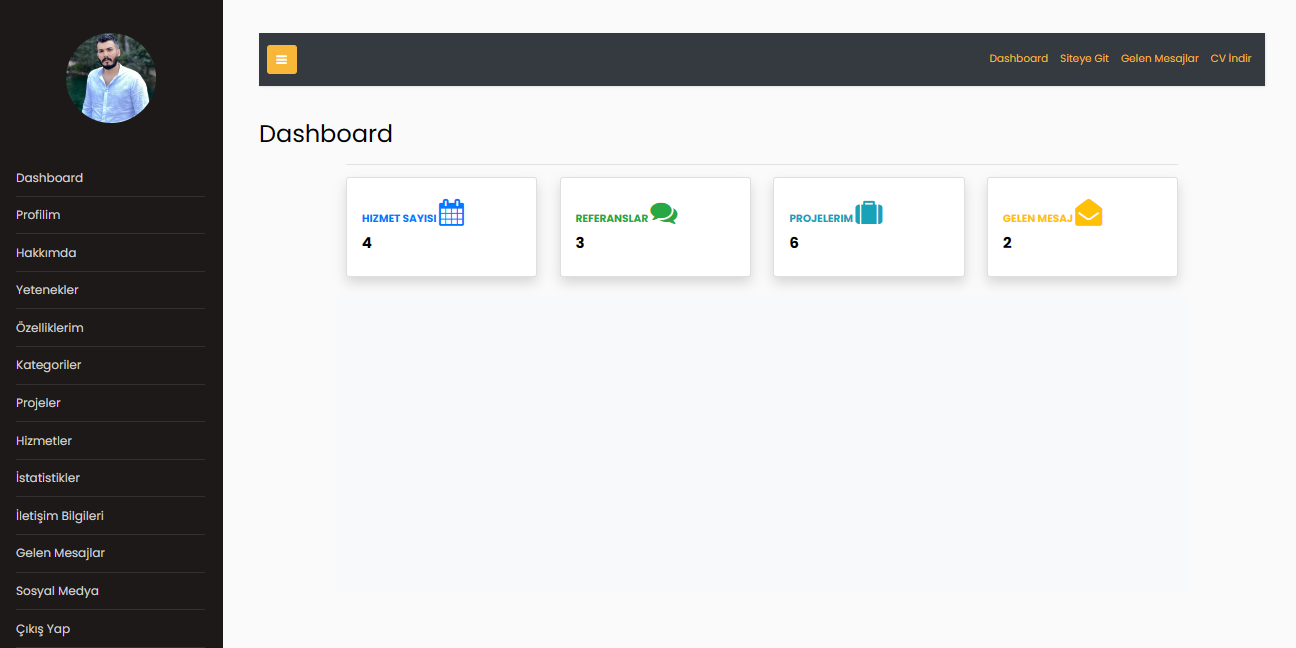 Dashboard
Profilim
Hakkımda
Yetenekler
Özelliklerim
Kategoriler
Projeler
Hizmetler
İstatistikler
İletişim Bilgileri
Gelen Mesajlar
Sosyal Medya
Çıkış Yap
Dashboard Siteye Git Gelen Mesajlar CV İndir
Dashboard
HIZMET SAYISI
4
REFERANSLAR
3
PROJELERIM
6
GELEN MESAJ
2